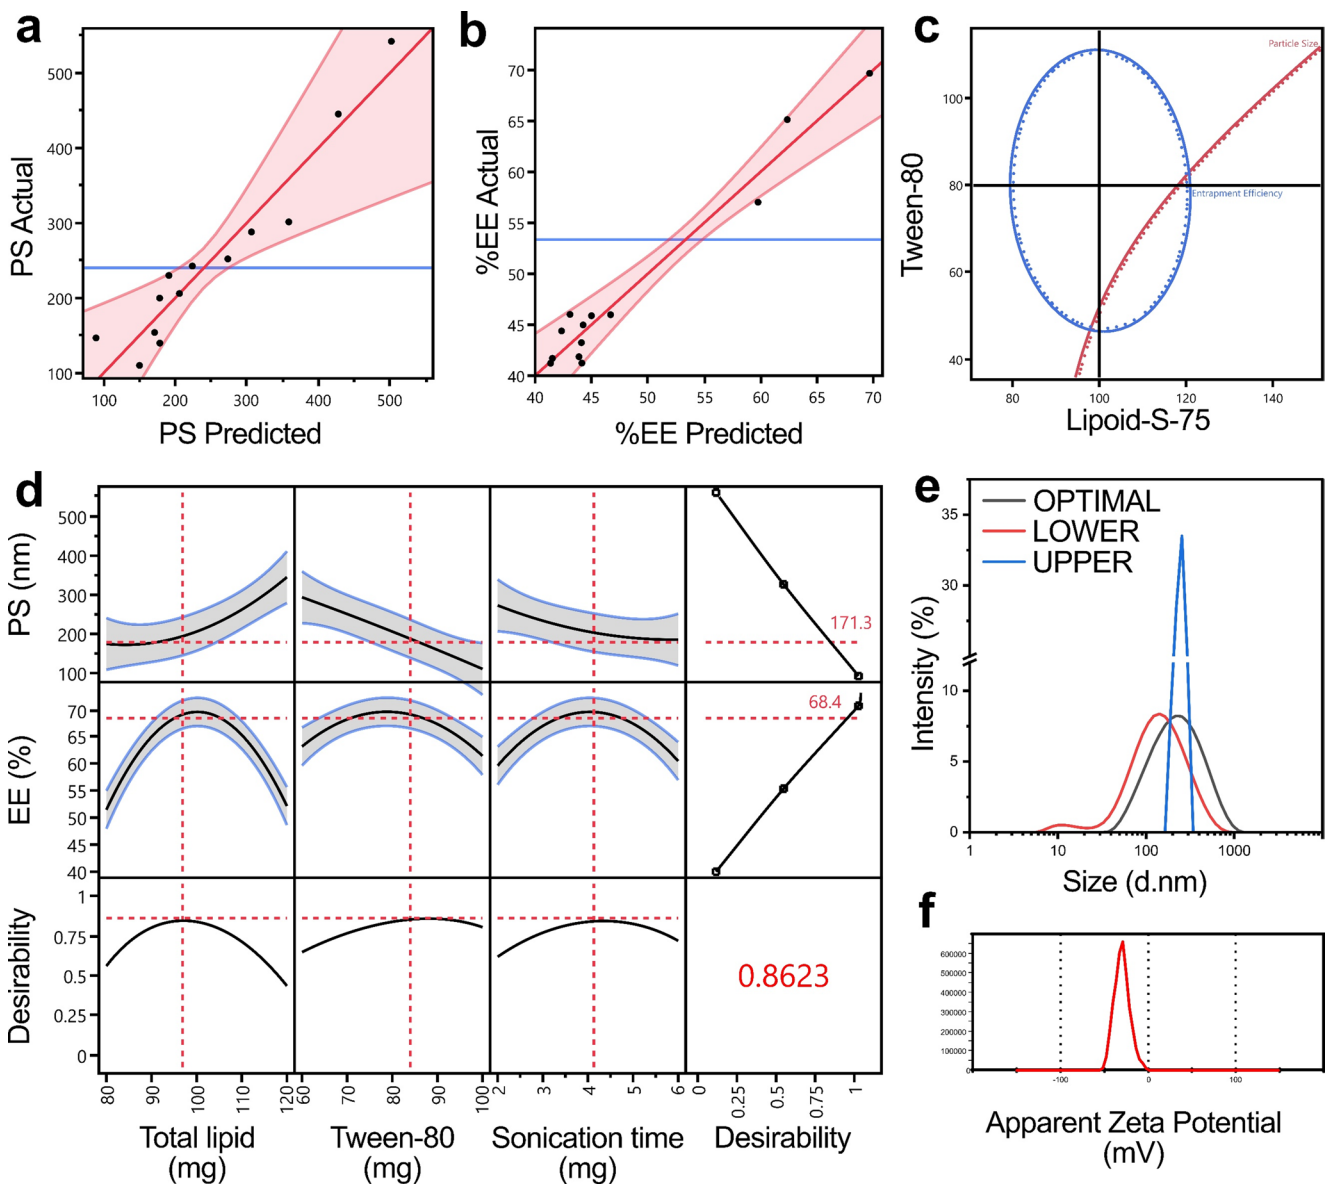 a
PS Actual
500
400
300
200
100
100
200
300
400
500
PS Predicted
b
%EE Actual
70
65
60
55
50
45
40
40
45
50
55
60
65
70
%EE Predicted
c
Tween-80
100
80
60
40
Particle Size
Entrapment Efficiency
80
100
120
140
Lipoid-S-75
d
PS (nm)
500
400
300
200
100
171.3
EE (%)
70
65
60
55
50
45
40
68.4
Desirability
1
0.75
0.5
0.25
0
0.8623
80
90
100
110
120
60
70
80
90
100
2
3
4
5
6
0
0.25
0.5
0.75
1
Total lipid
(mg)
Tween-80
(mg)
Sonication time
(mg)
Desirability
e
Intensity (%)
35
30
10
5
0
OPTIMAL
LOWER
UPPER
1
10
100
1000
Size (d.nm)
f
600000
500000
400000
300000
200000
100000
0
-100
0
100
Apparent Zeta Potential
(mV)